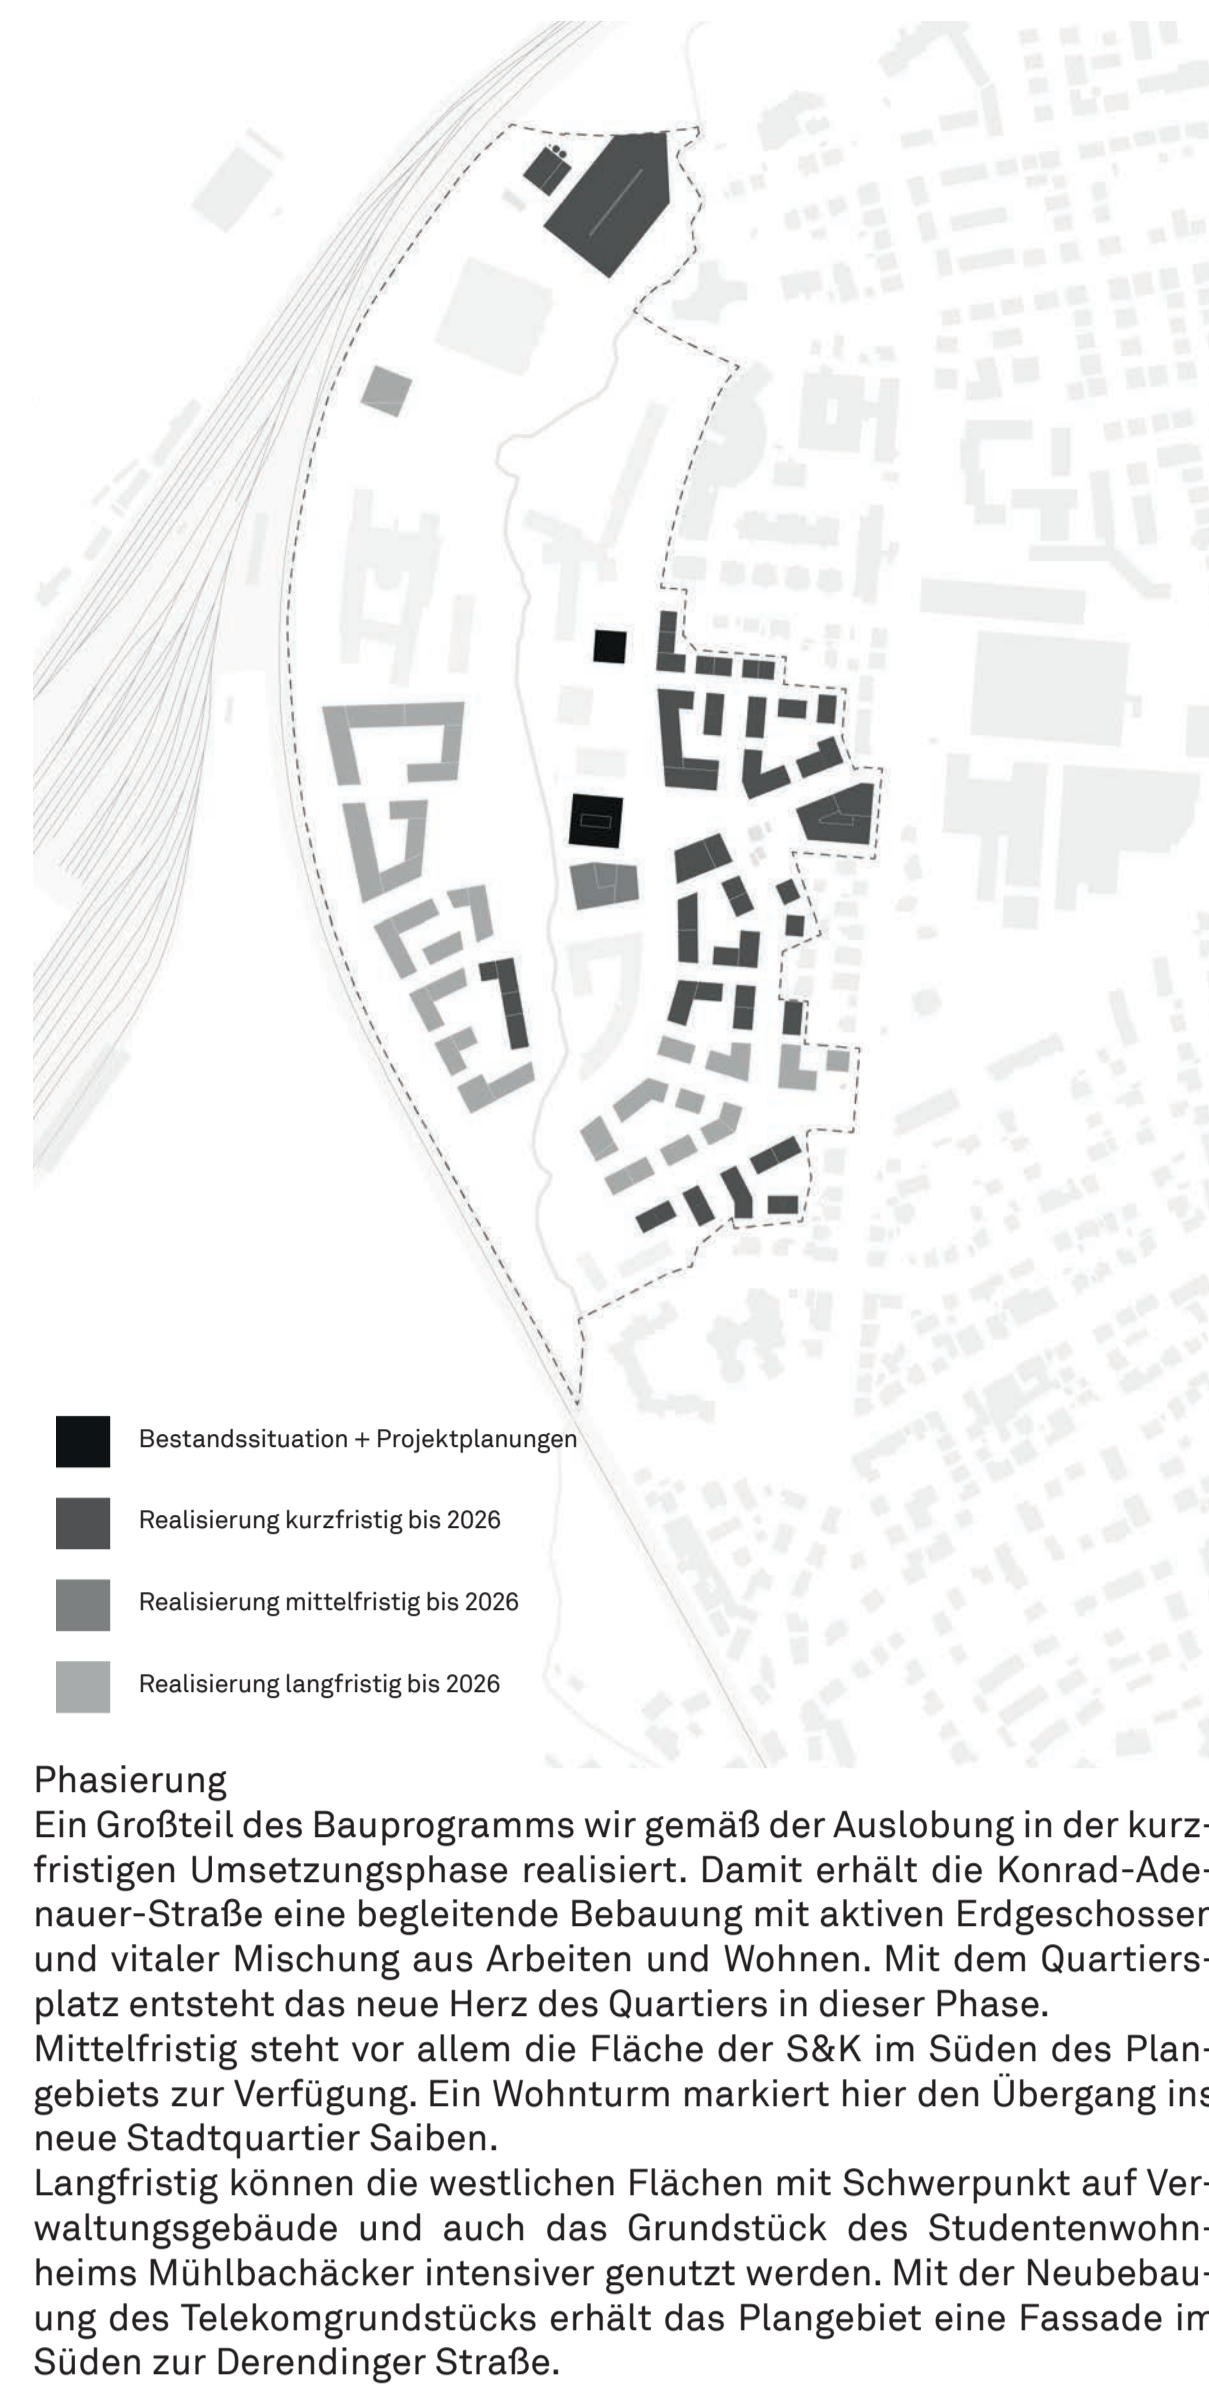 Bestandssituation + Projektplanungen
Realisierung kurzfristig bis 2026
Realisierung mittelfristig bis 2026
Realisierung langfristig bis 2026
Phasierung
Ein Großteil des Bauprogramms wir gemäß der Auslobung in der kurz-
fristigen Umsetzungsphase realisiert. Damit erhält die Konrad-Ade-
nauer-Straße eine begleitende Bebauung mit aktiven Erdgeschossen
und vitaler Mischung aus Arbeiten und Wohnen. Mit dem Quartiers-
platz entsteht das neue Herz des Quartiers in dieser Phase.
Mittelfristig steht vor allem die Fläche der S&K im Süden des Plan-
gebiets zur Verfügung. Ein Wohnturm markiert hier den Übergang ins
neue Stadtquartier Saiben.
Langfristig können die westlichen Flächen mit Schwerpunkt auf Ver-
waltungsgebäude und auch das Grundstück des Studentenwohn-
heims Mühlbachäcker intensiver genutzt werden. Mit der Neubebau-
ung des Telekomgrundstücks erhält das Plangebiet eine Fassade im
Süden zur Derendinger Straße.